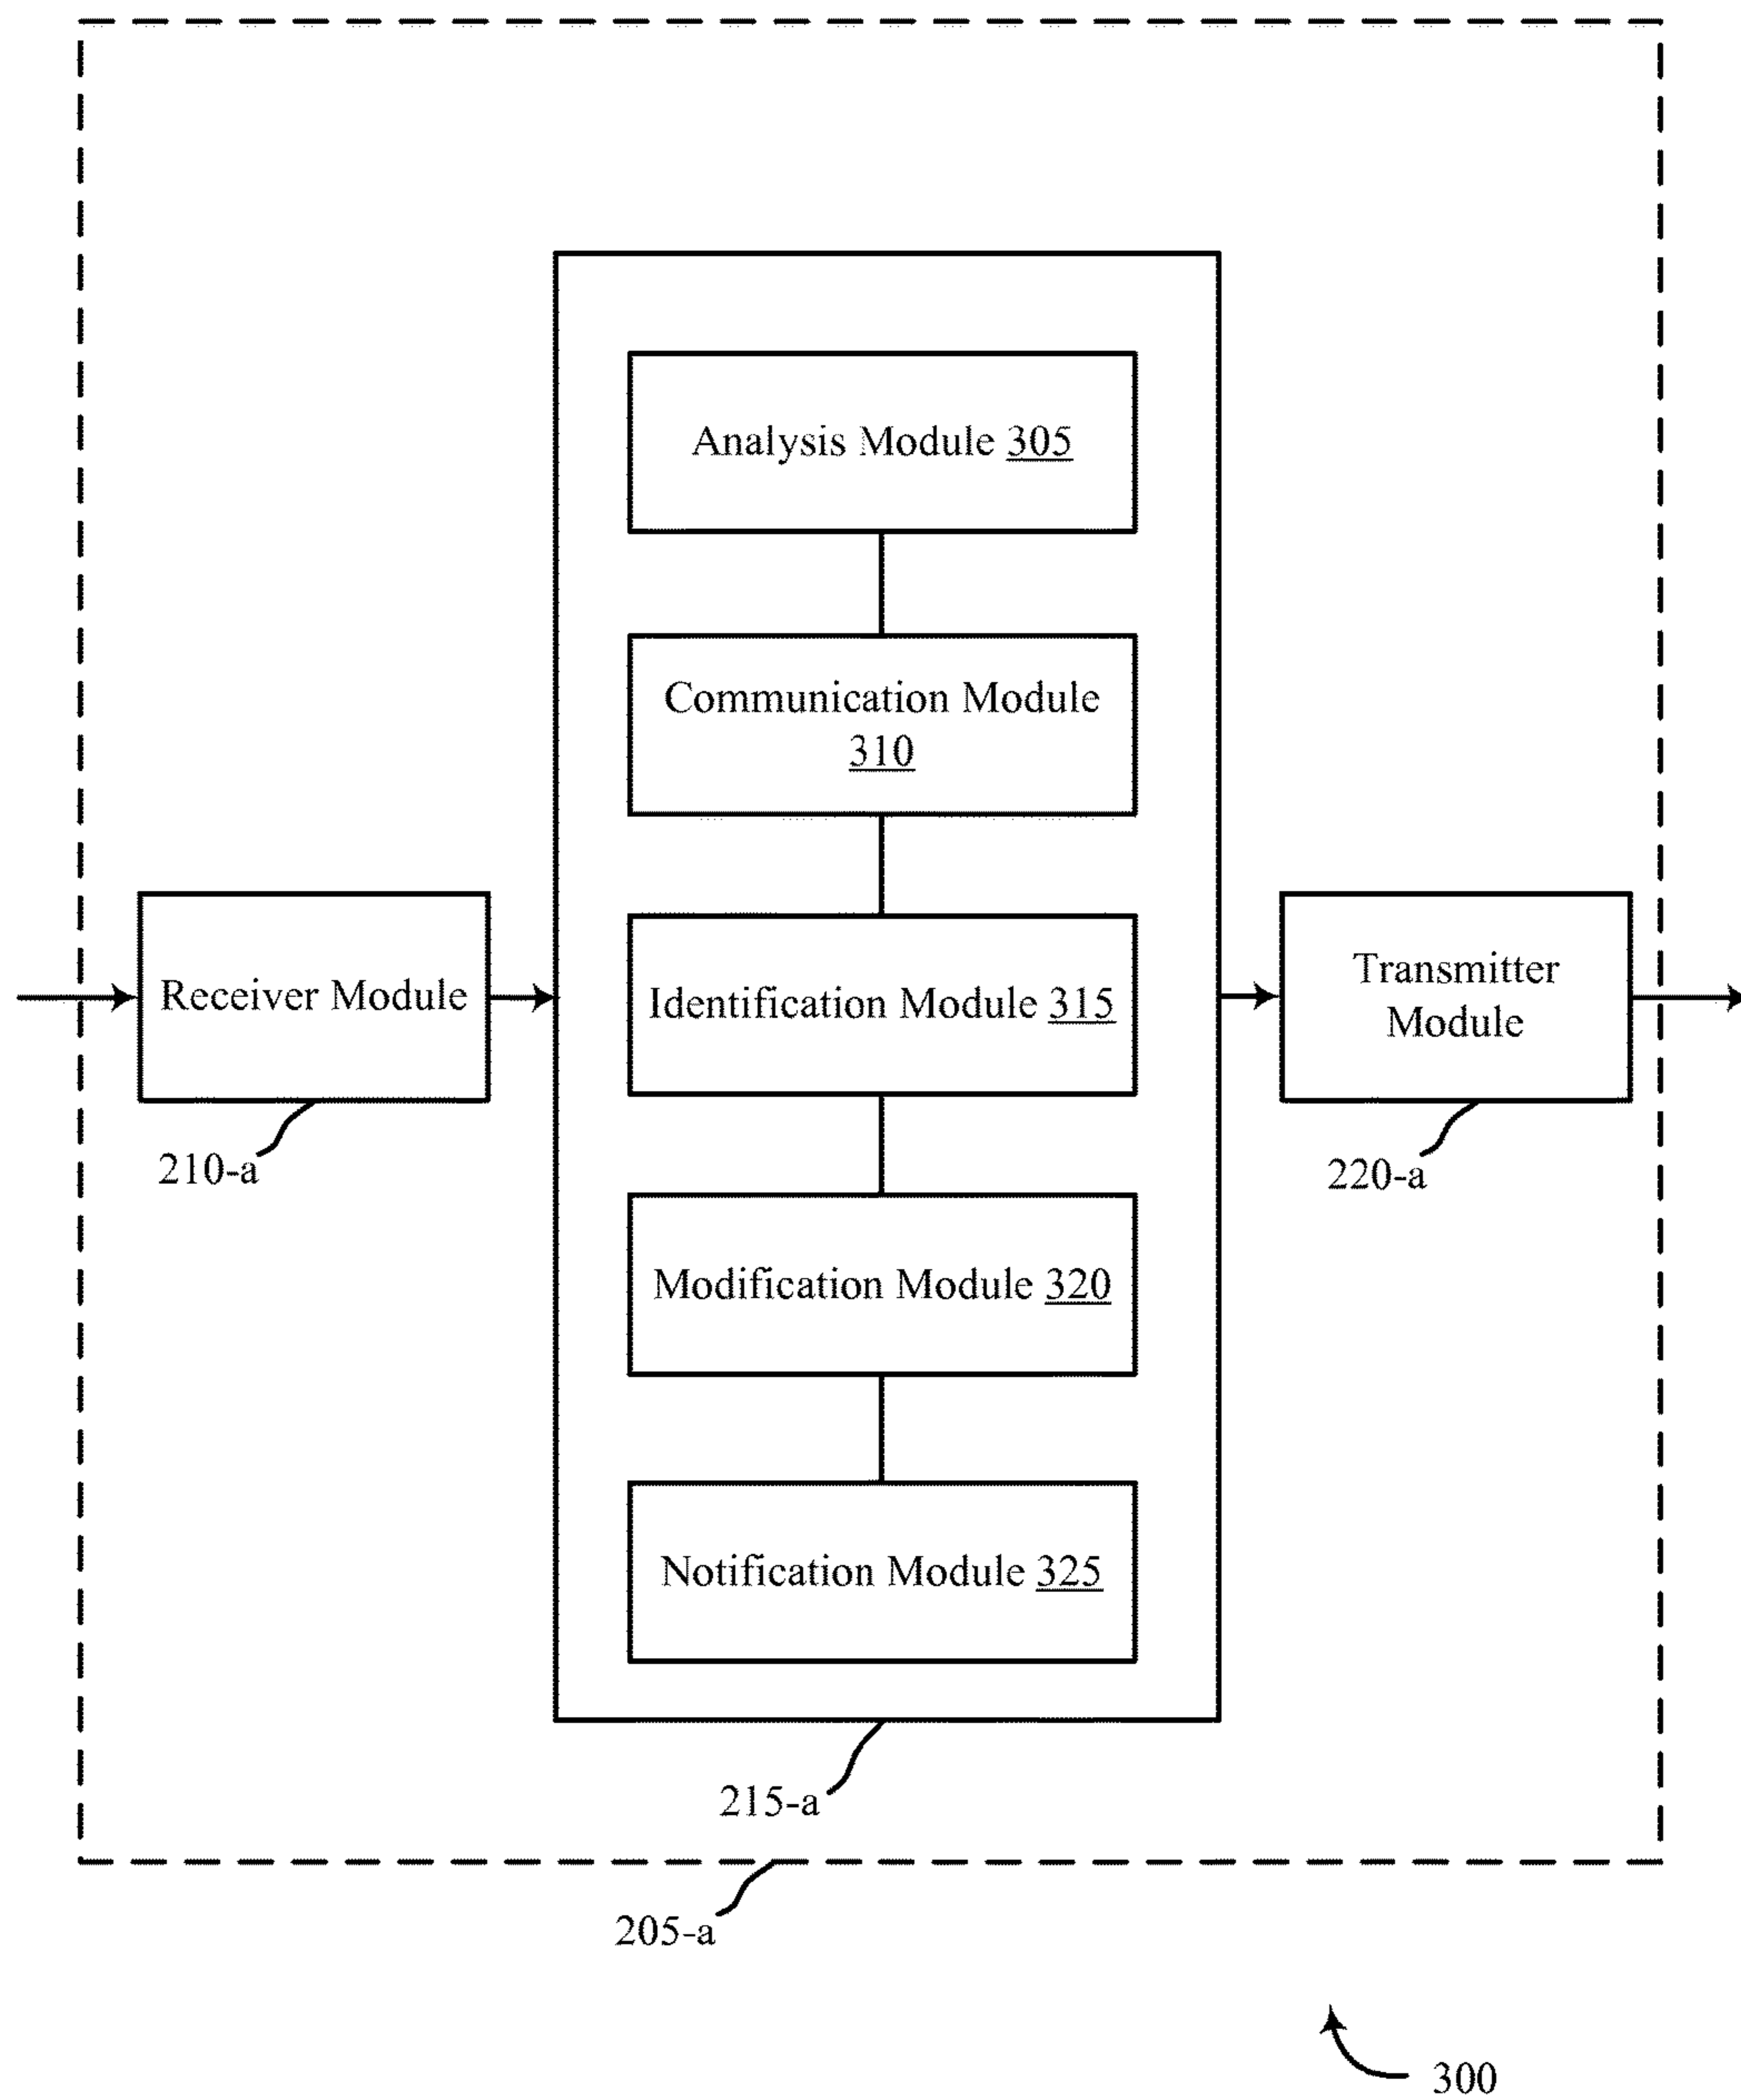 Analysis Module 305
Communication Module
310
Receiver Module
Identification Module 315
Transmitter
Module
210-a
220-a
Modification Module 320
Notification Module 325
215-a
205-a
300